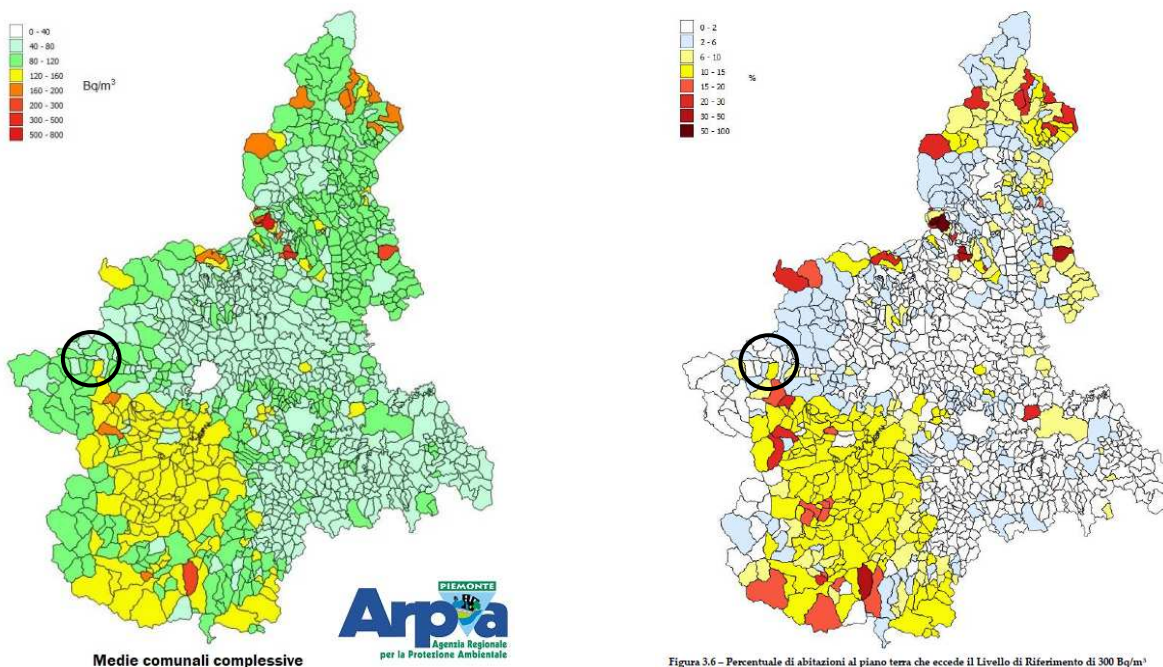 0 - 40
40 - 80
80 - 120
120 - 160
160 - 200
200 - 300
300 - 500
500 - 800
Bq/m³
Medie comunali complessive
PIEMONTE
Arpa
Agenzia Regionale
per la Protezione Ambientale
0 - 2
2 - 6
6 - 10
10 - 15
15 - 20
20 - 30
30 - 50
50 - 100
%
Figura 3.6 – Percentuale di abitazioni al piano terra che eccede il Livello di Riferimento di 300 Bq/m³